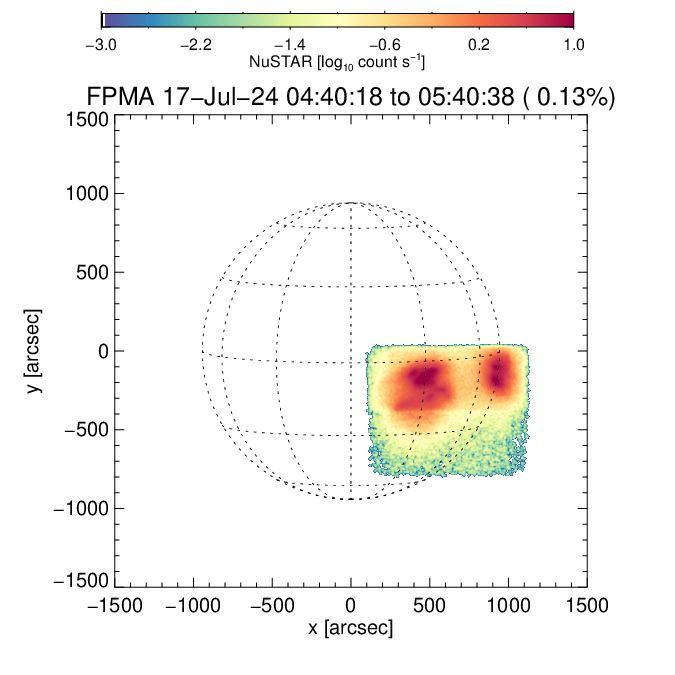 −3.0 −2.2 −1.4 −0.6 0.2 1.0
NuSTAR [log10 count s−1]
FPMA 17−Jul−24 04:40:18 to 05:40:38 ( 0.13%)
1500
1000
500
0
−500
−1000
−1500
y [arcsec]
−1500 −1000 −500 0 500 1000 1500
x [arcsec]